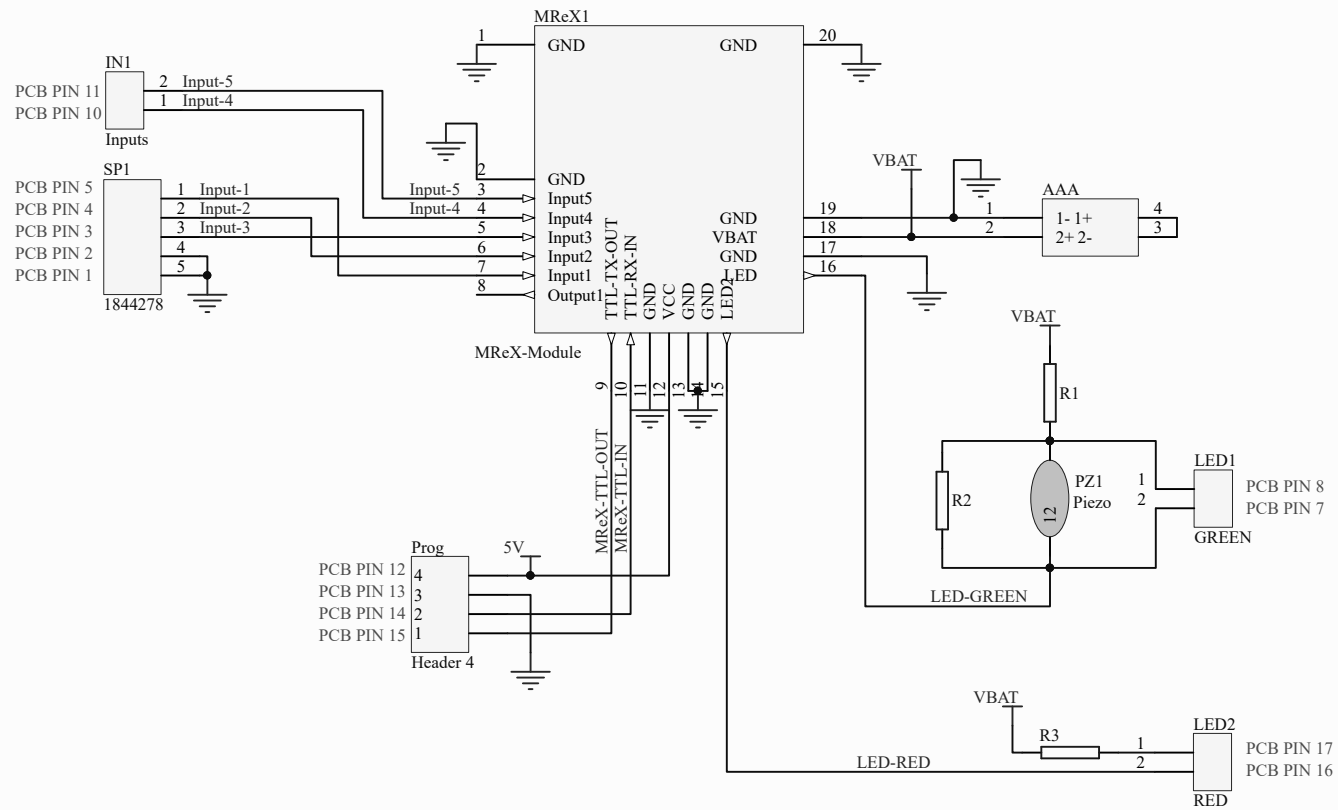 MReX1
1
GND
GND
20
IN1
PCB PIN 11
2 Input-5
PCB PIN 10
1 Input-4
Inputs
SP1
PCB PIN 5
1 Input-1
PCB PIN 4
2 Input-2
PCB PIN 3
3 Input-3
PCB PIN 2
4
PCB PIN 1
5
1844278
2
GND
Input-5 3 Input5
Input-4 4 Input4
5 Input3
6 Input2
7 Input1
8 Output1
TTL-TX-OUT
TTL-RX-IN
GND
VCC
GND
GND
LED2
GND 19
VBAT 18
GND 17
LED 16
VBAT
AAA
1
2
1- 1+
2+ 2-
4
3
MReX-Module
9
10
11
12
13
14
15
MReX-TTL-OUT
MReX-TTL-IN
VBAT
R1
R2
PZ1
Piezo
12
LED1
1
2
PCB PIN 8
PCB PIN 7
GREEN
LED-GREEN
Prog
5V
PCB PIN 12
4
PCB PIN 13
3
PCB PIN 14
2
PCB PIN 15
1
Header 4
VBAT
R3
LED2
1
2
PCB PIN 17
PCB PIN 16
LED-RED
RED